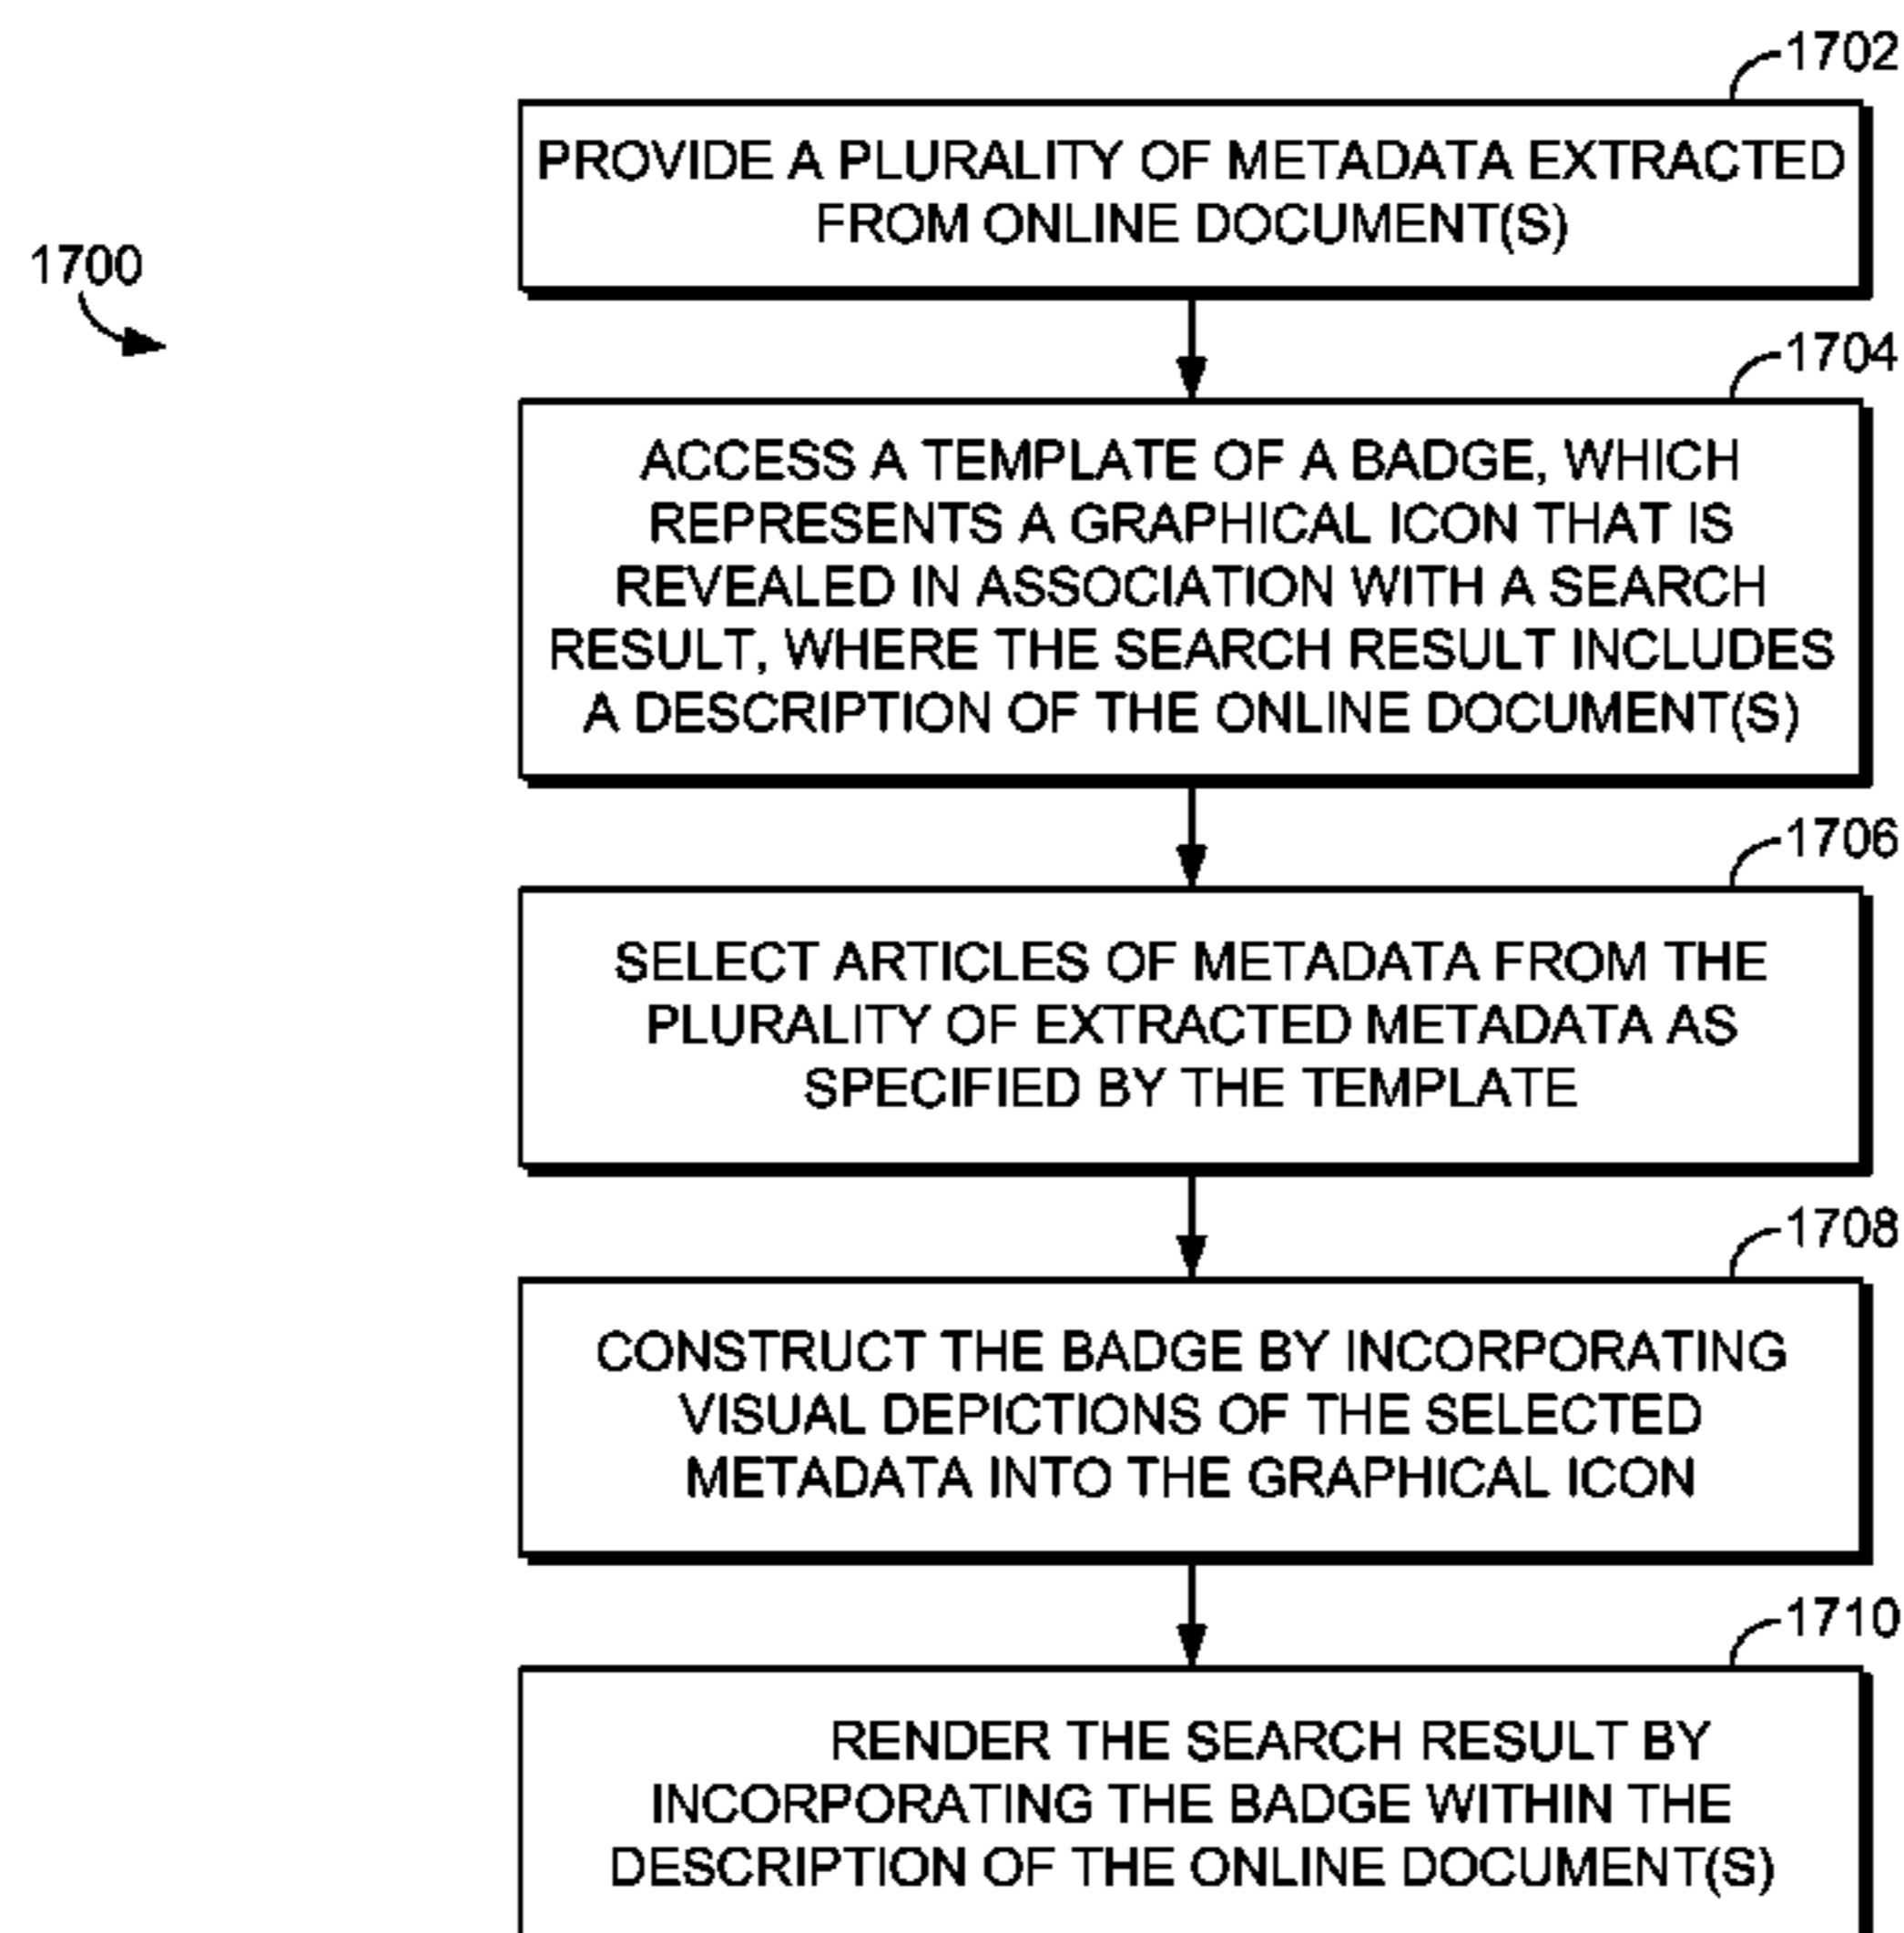 1702
PROVIDE A PLURALITY OF METADATA EXTRACTED
FROM ONLINE DOCUMENT(S)
1700
1704
ACCESS A TEMPLATE OF A BADGE, WHICH
REPRESENTS A GRAPHICAL ICON THAT IS
REVEALED IN ASSOCIATION WITH A SEARCH
RESULT, WHERE THE SEARCH RESULT INCLUDES
A DESCRIPTION OF THE ONLINE DOCUMENT(S)
1706
SELECT ARTICLES OF METADATA FROM THE
PLURALITY OF EXTRACTED METADATA AS
SPECIFIED BY THE TEMPLATE
1708
CONSTRUCT THE BADGE BY INCORPORATING
VISUAL DEPICTIONS OF THE SELECTED
METADATA INTO THE GRAPHICAL ICON
1710
RENDER THE SEARCH RESULT BY
INCORPORATING THE BADGE WITHIN THE
DESCRIPTION OF THE ONLINE DOCUMENT(S)